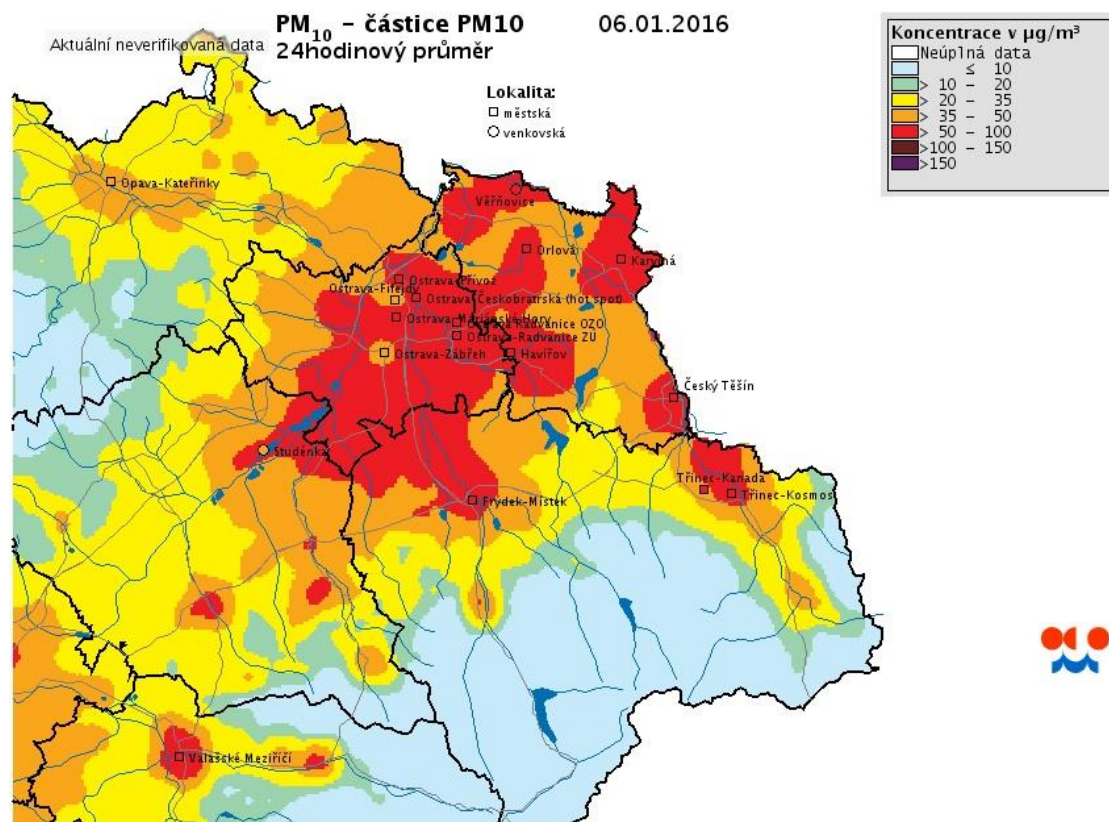 PM10 – částice PM10 06.01.2016
Aktuální neverifikovaná data
24hodinový průměr
Koncentrace v µg/m³
Neúplná data
≤ 10
> 10 – 20
> 20 – 35
> 35 – 50
> 50 – 100
>100 – 150
>150
Lokalita:
městská
venkovská
Opava-Kateřinky
Věřňovice
Orlová
Karviná
Ostrava-Přívoz
Ostrava-Fifejdy
Ostrava-Českobratrská (hot spot)
Ostrava-Mariánské Hory
Ostrava Radvanice OZO
Ostrava-Radvanice ZÚ
Ostrava-Zábřeh
Havířov
Český Těšín
Studénka
Třinec-Kanada
Třinec-Kosmos
Frýdek-Místek
Valašské Meziříčí